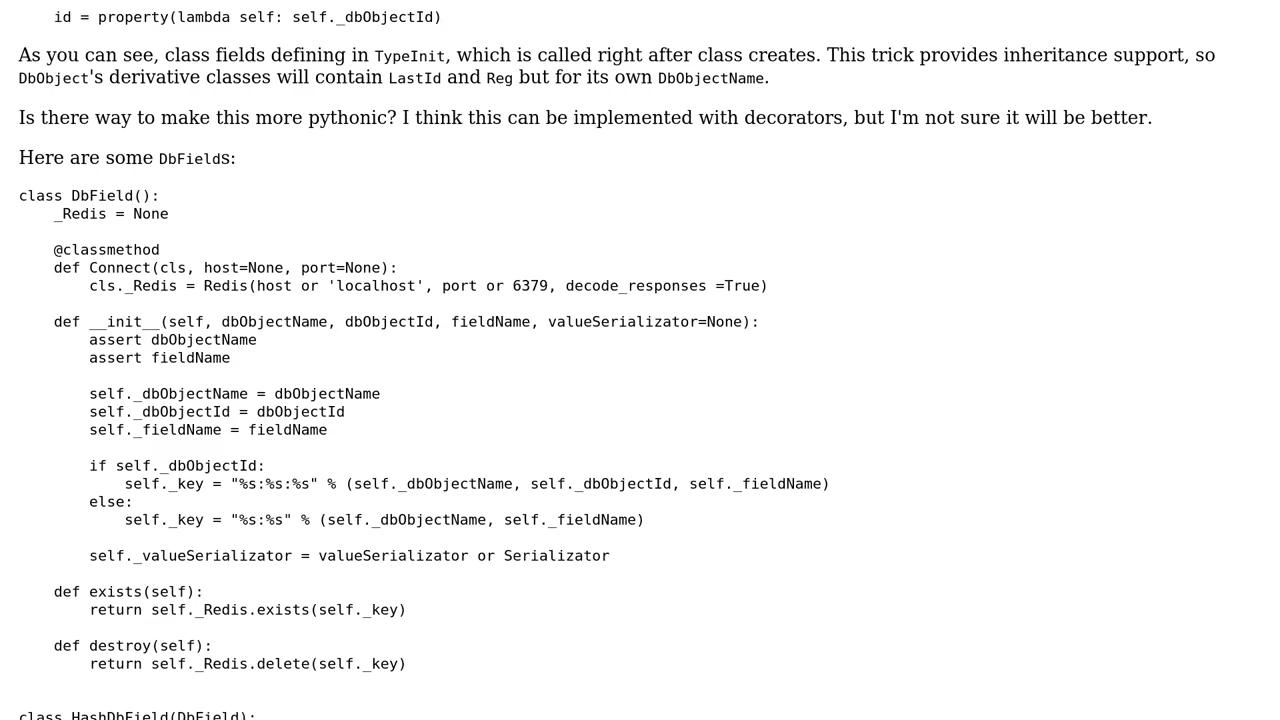 id = property(lambda self: self._dbObjectId)
As you can see, class fields defining in TypeInit, which is called right after class creates. This trick provides inheritance support, so
DbObject's derivative classes will contain LastId and Reg but for its own DbObjectName.
Is there way to make this more pythonic? I think this can be implemented with decorators, but I'm not sure it will be better.
Here are some DbFields:
class DbField():
    _Redis = None
    @classmethod
    def Connect(cls, host=None, port=None):
        cls._Redis = Redis(host or 'localhost', port or 6379, decode_responses =True)
    def __init__(self, dbObjectName, dbObjectId, fieldName, valueSerializator=None):
        assert dbObjectName
        assert fieldName
        self._dbObjectName = dbObjectName
        self._dbObjectId = dbObjectId
        self._fieldName = fieldName
        if self._dbObjectId:
            self._key = "%s:%s:%s" % (self._dbObjectName, self._dbObjectId, self._fieldName)
        else:
            self._key = "%s:%s" % (self._dbObjectName, self._fieldName)
        self._valueSerializator = valueSerializator or Serializator
    def exists(self):
        return self._Redis.exists(self._key)
    def destroy(self):
        return self._Redis.delete(self._key)
class HashDbField(DbField):